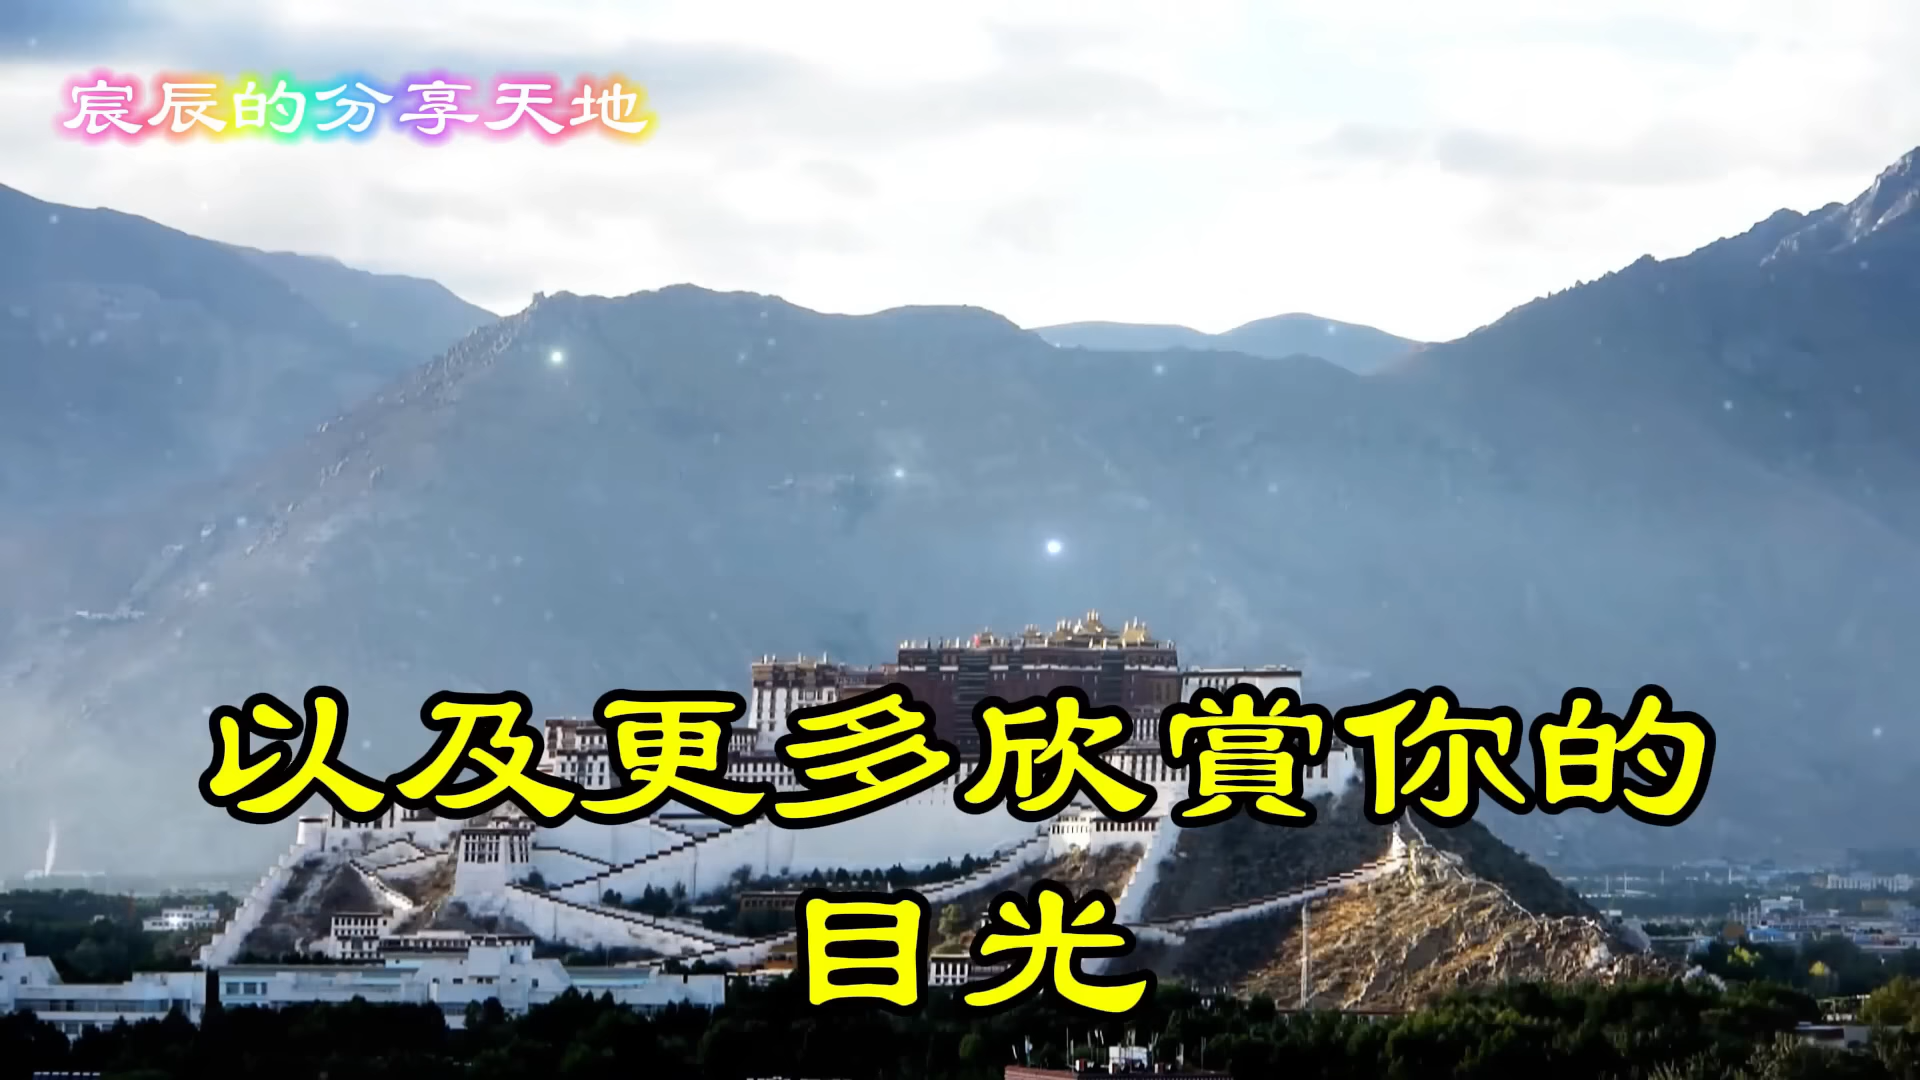 宸辰的分享天地
以及更多欣賞你的
目光